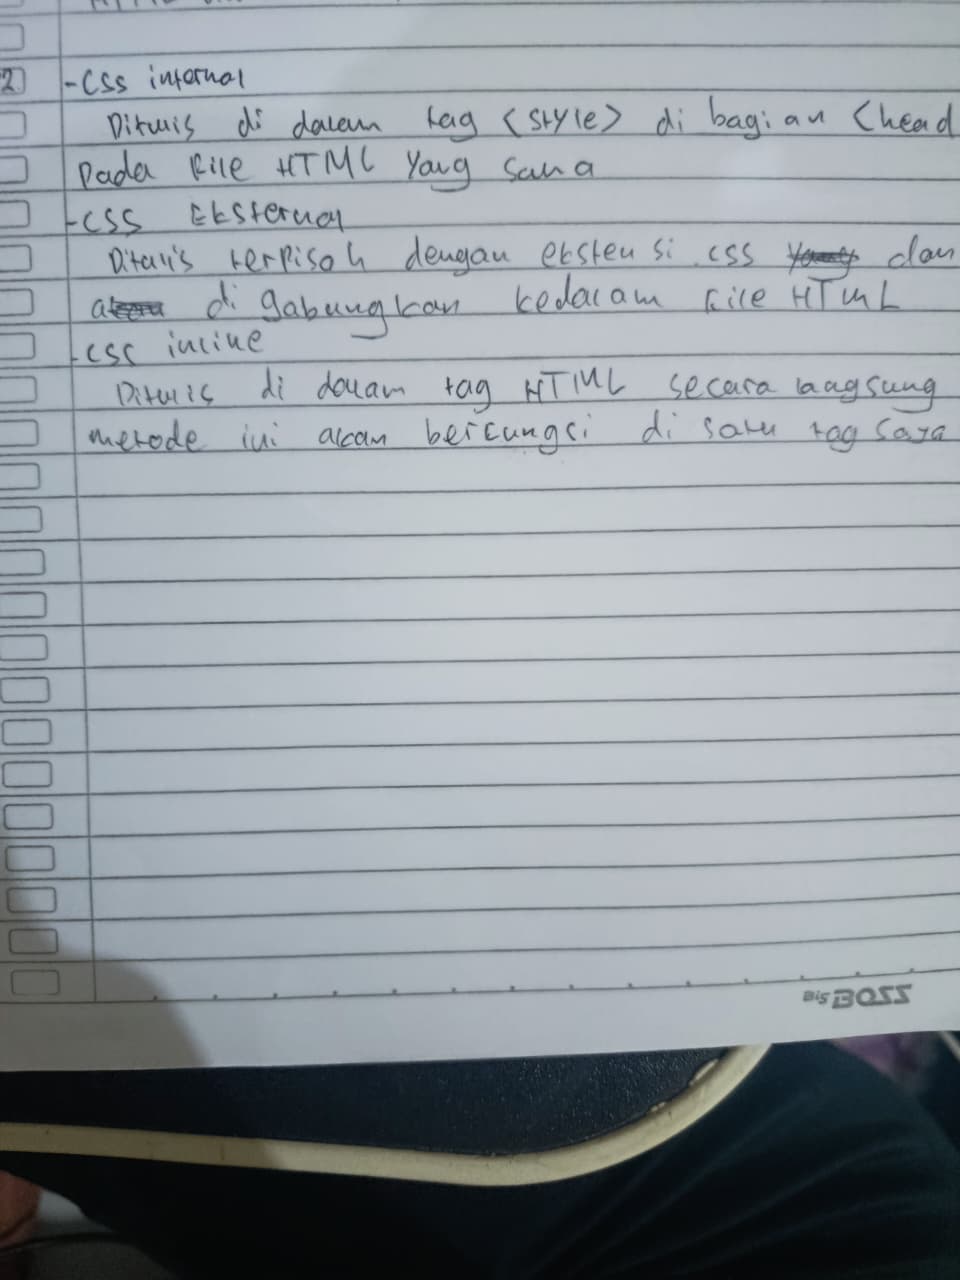 2 - CSS internal
Ditulis di dalam tag <style> di bagian <head
Pada File HTML Yang sama
- CSS Eksternal
Ditulis terpisah dengan ekstensi .css dan
di gabungkan kedalam file HTML
- css inline
Ditulis di dalam tag HTML secara langsung
metode ini akan berfungsi di satu tag saja
Big BOSS